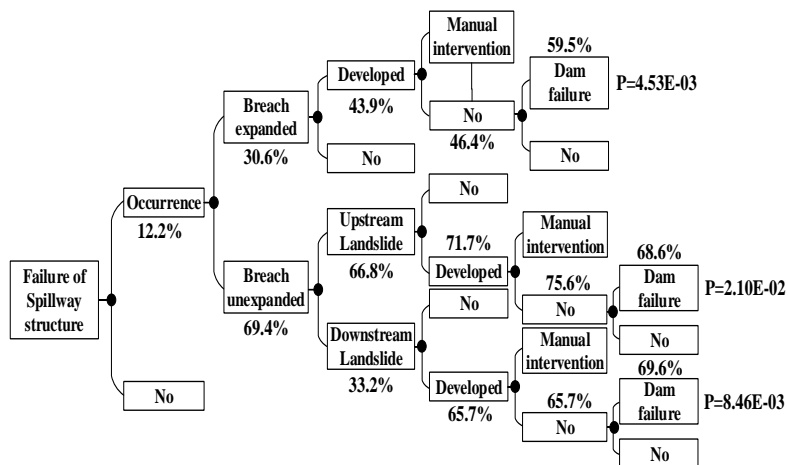 Manual
intervention
59.5%
Developed
Dam
failure
P=4.53E-03
43.9%
Breach
expanded
No
46.4%
30.6%
No
No
Occurrence
12.2%
No
Upstream
Landslide
66.8%
71.7%
Manual
intervention
68.6%
Developed
Failure of
Spillway
structure
Breach
unexpanded
69.4%
75.6%
Dam
failure
P=2.10E-02
No
No
Downstream
Landslide
33.2%
No
Manual
intervention
69.6%
Developed
65.7%
65.7%
Dam
failure
P=8.46E-03
No
No
No